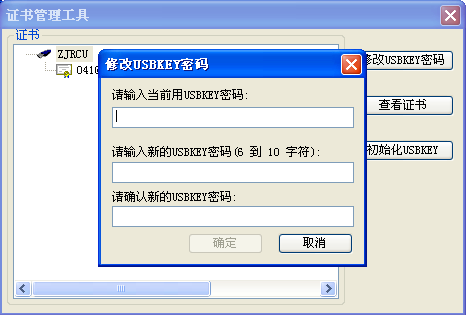 证书管理工具
证书
ZJRCU
0410
修改USBKEY密码
查看证书
初始化USBKEY
修改USBKEY密码
请输入当前用USBKEY密码:
请输入新的USBKEY密码(6 到 10 字符):
请确认新的USBKEY密码:
确定
取消